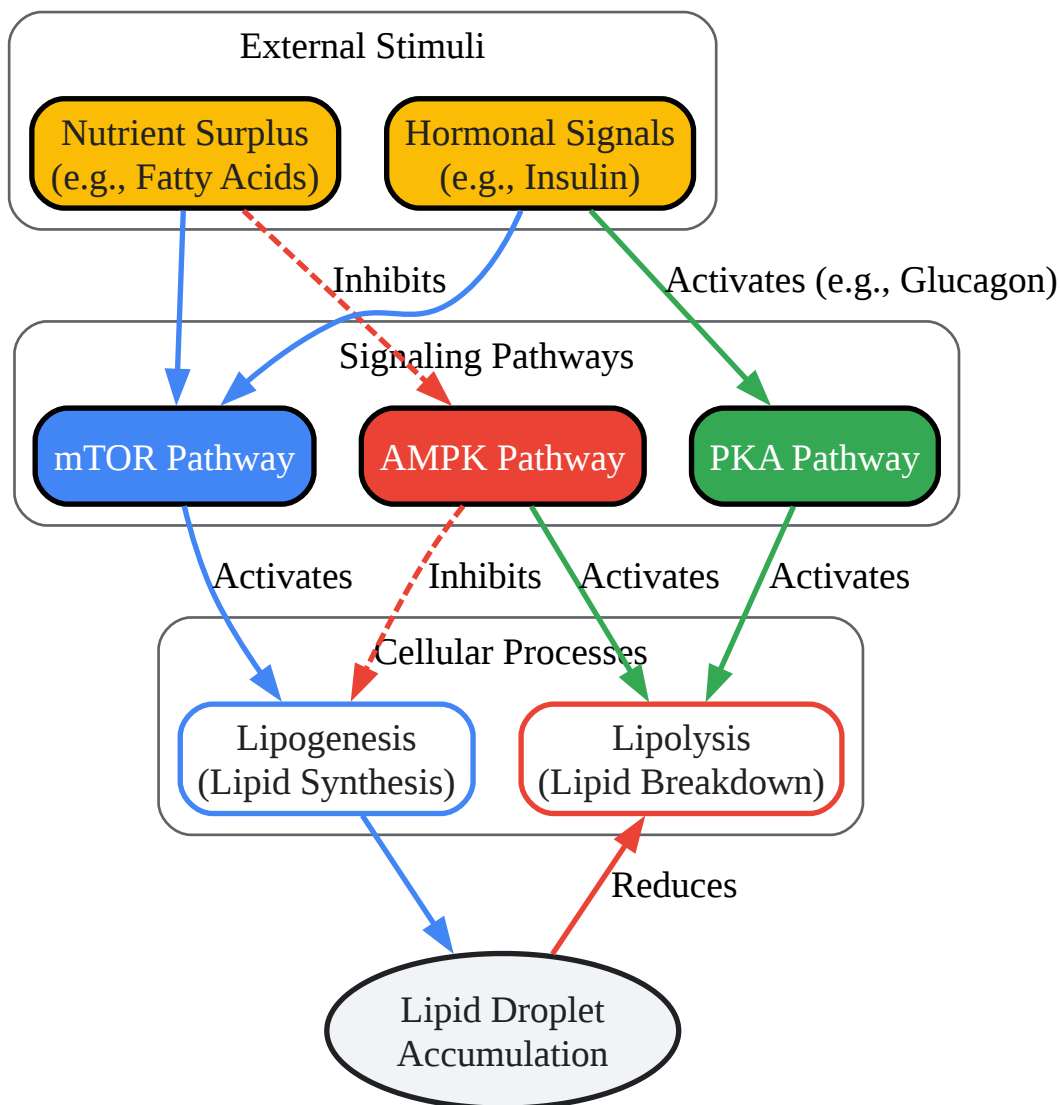 External Stimuli
Nutrient Surplus
(e.g., Fatty Acids)
Hormonal Signals
(e.g., Insulin)
Inhibits
Activates (e.g., Glucagon)
Signaling Pathways
mTOR Pathway
AMPK Pathway
PKA Pathway
Activates
Inhibits
Activates
Activates
Cellular Processes
Lipogenesis
(Lipid Synthesis)
Lipolysis
(Lipid Breakdown)
Reduces
Lipid Droplet
Accumulation